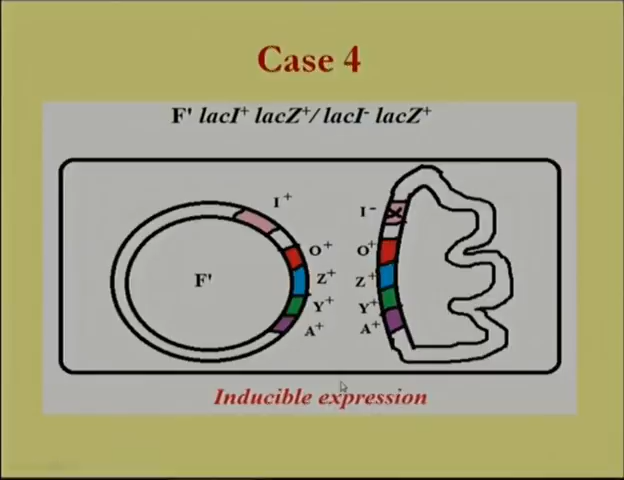 Case 4
F' lacI⁺ lacZ⁺/ lacI⁻ lacZ⁺
I⁺
I⁻
O⁺
O⁺
F'
Z⁺
Z⁺
Y⁺
Y⁺
A⁺
A⁺
Inducible expression